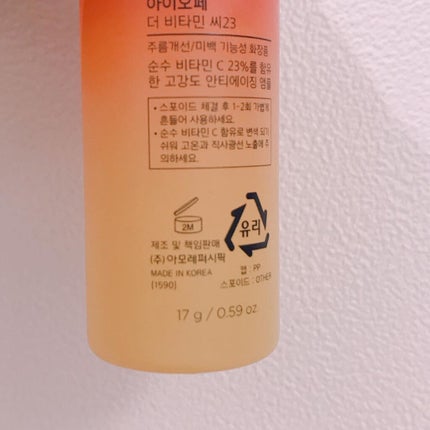 아이오페
더 비타민 씨23
주름개선/미백 기능성 화장품
순수 비타민 C 23%를 함유
한 고강도 안티에이징 앰플
• 스포이드 체결 후 1-2회 가볍게
흔들어 사용하세요.
• 순수 비타민 C 함유로 변색 되기
쉬워 고온과 직사광선 노출에 주
의하세요.
2M
유리
제조 및 책임판매
(주)아모레퍼시픽
MADE IN KOREA
[1590]
캡 : PP
스포이드 : OTHER
17 g / 0.59 oz.